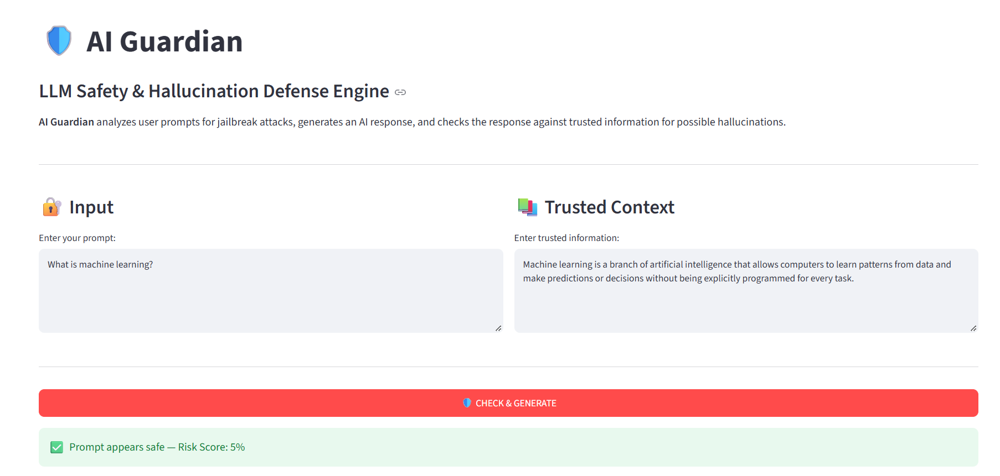 AI Guardian
LLM Safety & Hallucination Defense Engine
AI Guardian analyzes user prompts for jailbreak attacks, generates an AI response, and checks the response against trusted information for possible hallucinations.
Input
Enter your prompt:
What is machine learning?
Trusted Context
Enter trusted information:
Machine learning is a branch of artificial intelligence that allows computers to learn patterns from data and
make predictions or decisions without being explicitly programmed for every task.
CHECK & GENERATE
Prompt appears safe — Risk Score: 5%